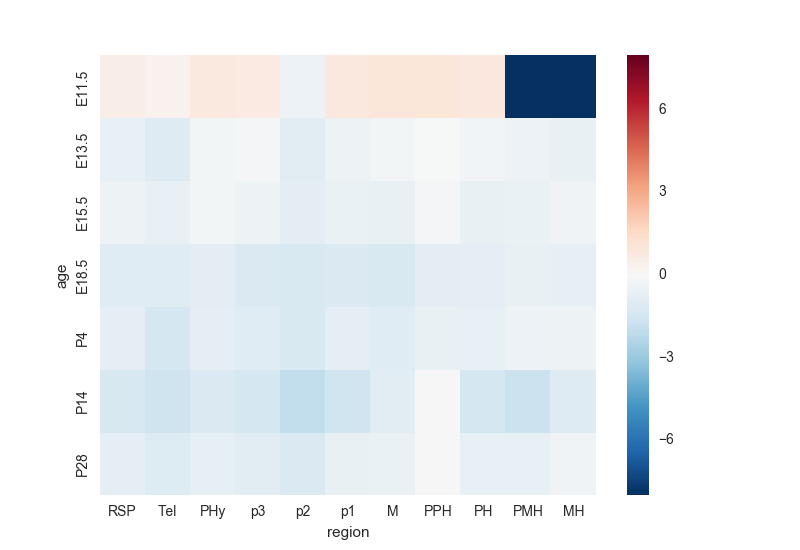 age
E11.5
E13.5
E15.5
E18.5
P4
P14
P28
RSP Tel PHy p3 p2 p1 M PPH PH PMH MH
region
6
3
0
−3
−6